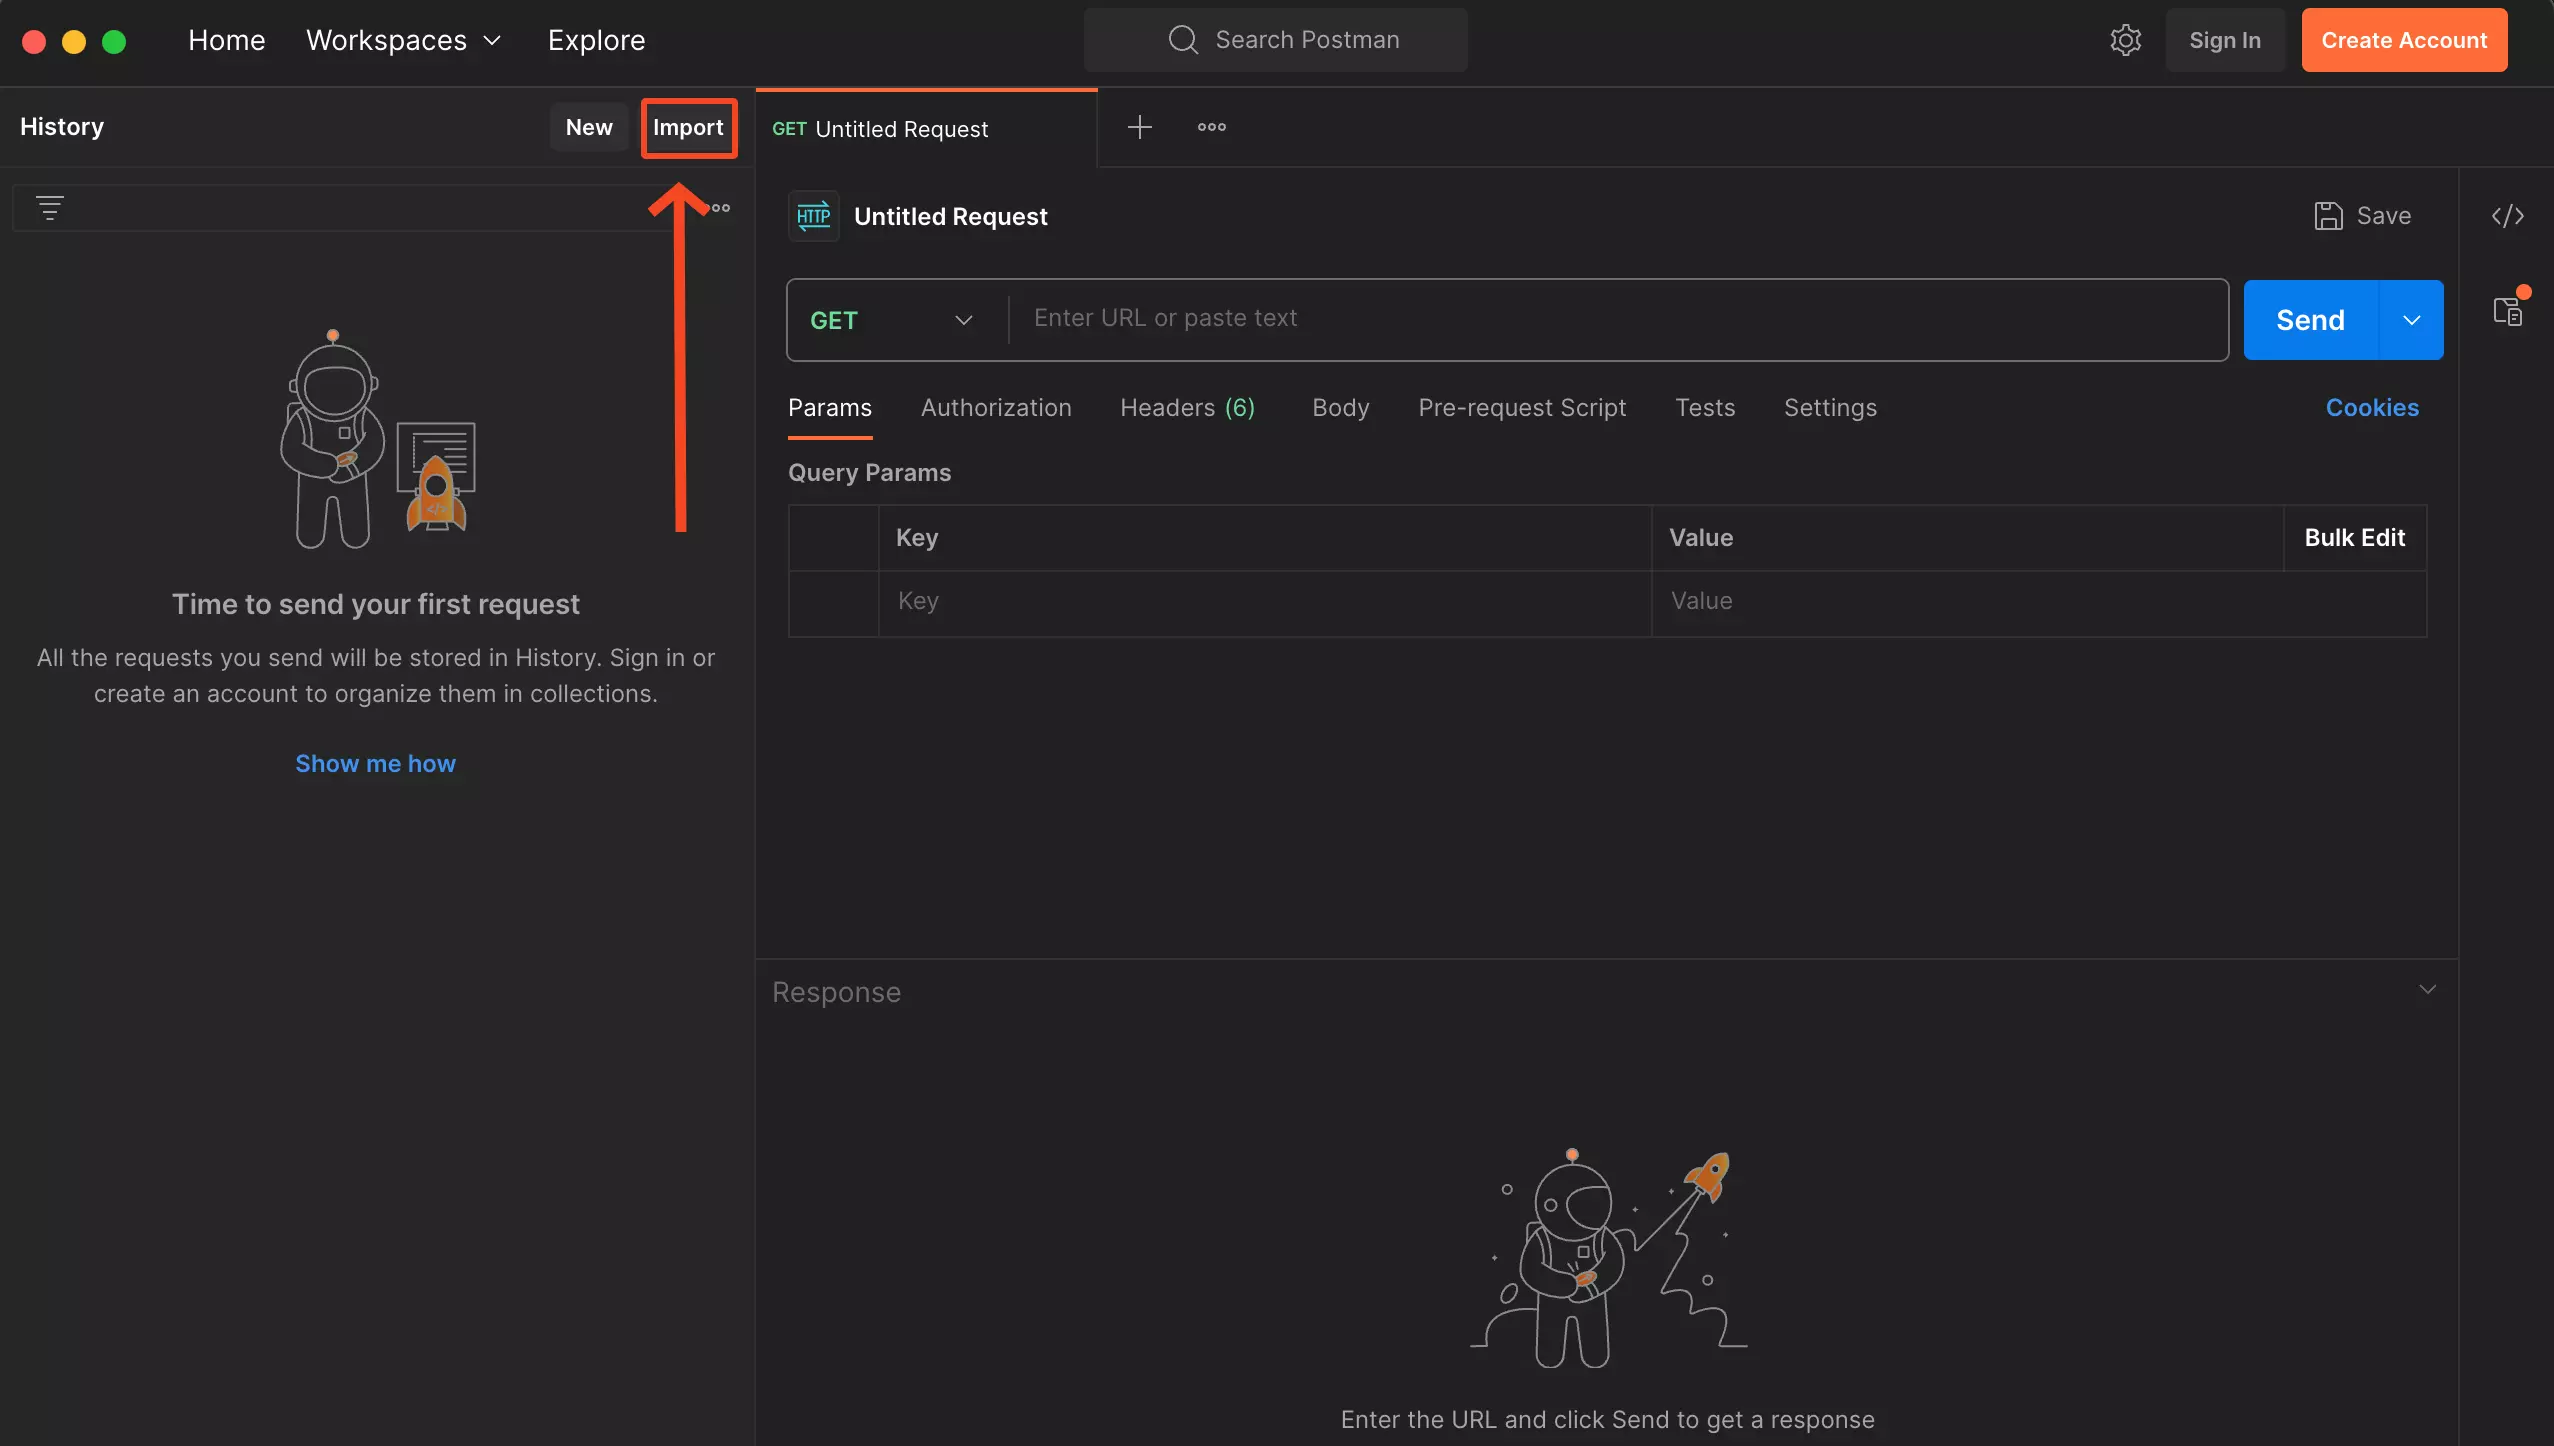 Home Workspaces Explore Search Postman Sign In Create Account
History New Import
GET Untitled Request
HTTP Untitled Request Save
GET Enter URL or paste text Send
Params Authorization Headers (6) Body Pre-request Script Tests Settings Cookies
Query Params
Key Value Bulk Edit
Key Value
Time to send your first request
All the requests you send will be stored in History. Sign in or
create an account to organize them in collections.
Show me how
Response
Enter the URL and click Send to get a response